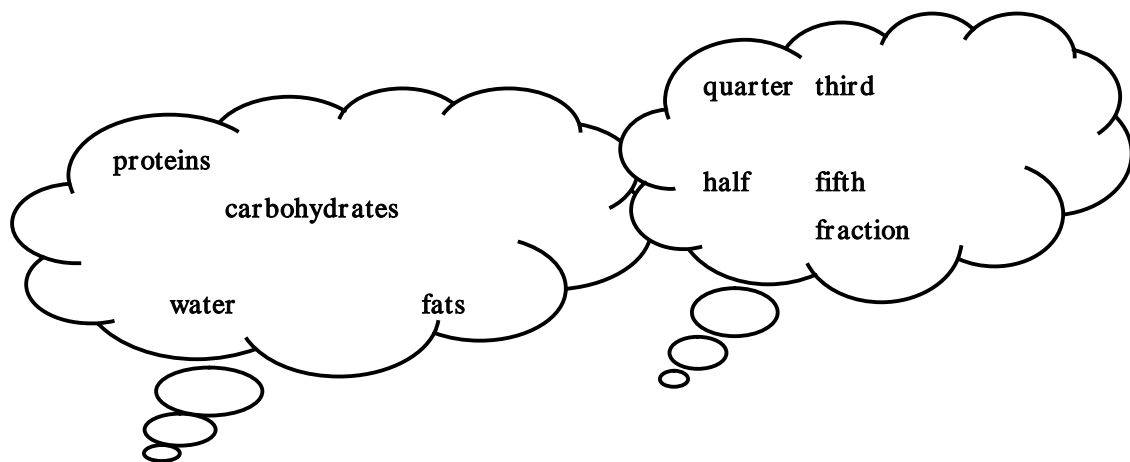 proteins
carbohydrates
water fats
quarter third
half fifth
fraction